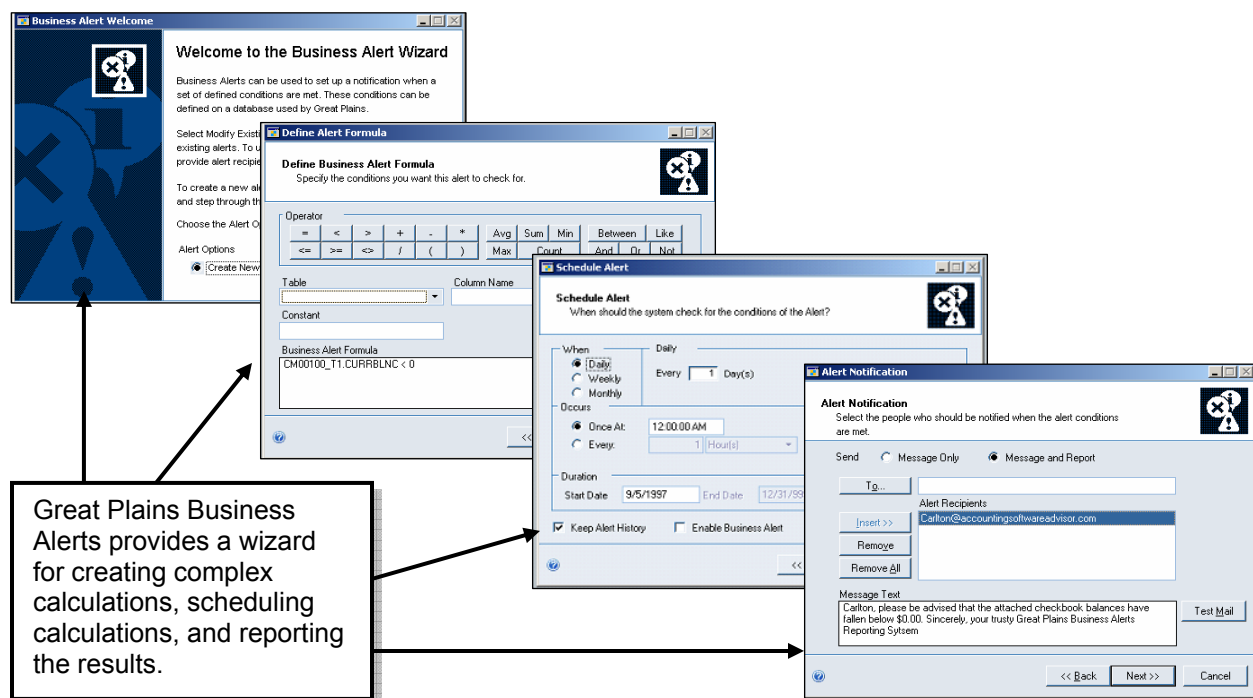 Business Alert Welcome
Welcome to the Business Alert Wizard
Business Alerts can be used to set up a notification when a
set of defined conditions are met. These conditions can be
defined on a database used by Great Plains.
Select Modify Existi
existing alerts. To u
provide alert recipie
To create a new ale
and step through th
Choose the Alert Op
Alert Options
Create New
Define Alert Formula
Define Business Alert Formula
Specify the conditions you want this alert to check for.
Operator
= < > + - * Avg Sum Min Between Like
<= >= <> / ( ) Max Count And Or Not
Table Column Name
Constant
Business Alert Formula
CM00100_T1.CURRBLNC < 0
<<
Schedule Alert
Schedule Alert
When should the system check for the conditions of the Alert?
When Daily
Daily
Every 1 Day(s)
Weekly
Monthly
Occurs
Once At: 12:00:00 AM
Every: 1 Hour(s)
Duration
Start Date 9/5/1997 End Date 12/31/99
Keep Alert History Enable Business Alert
<<
Alert Notification
Alert Notification
Select the people who should be notified when the alert conditions
are met.
Send Message Only Message and Report
To...
Alert Recipients
Insert >> Carlton@accountingsoftwareadvisor.com
Remove
Remove All
Message Text
Carlton, please be advised that the attached checkbook balances have
fallen below $0.00. Sincerely, your trusty Great Plains Business Alerts
Reporting Sytsem
Test Mail
<< Back Next >> Cancel
Great Plains Business
Alerts provides a wizard
for creating complex
calculations, scheduling
calculations, and reporting
the results.